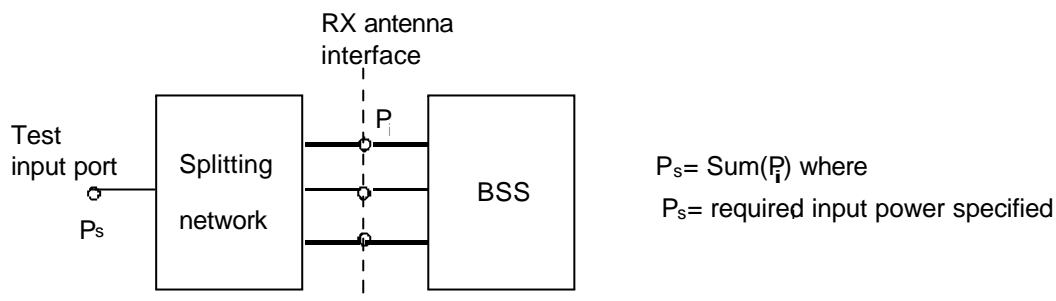 RX antenna
interface
Test
input port
Ps
Splitting
network
Pi
BSS
Ps= Sum(Pi) where
Ps= required input power specified